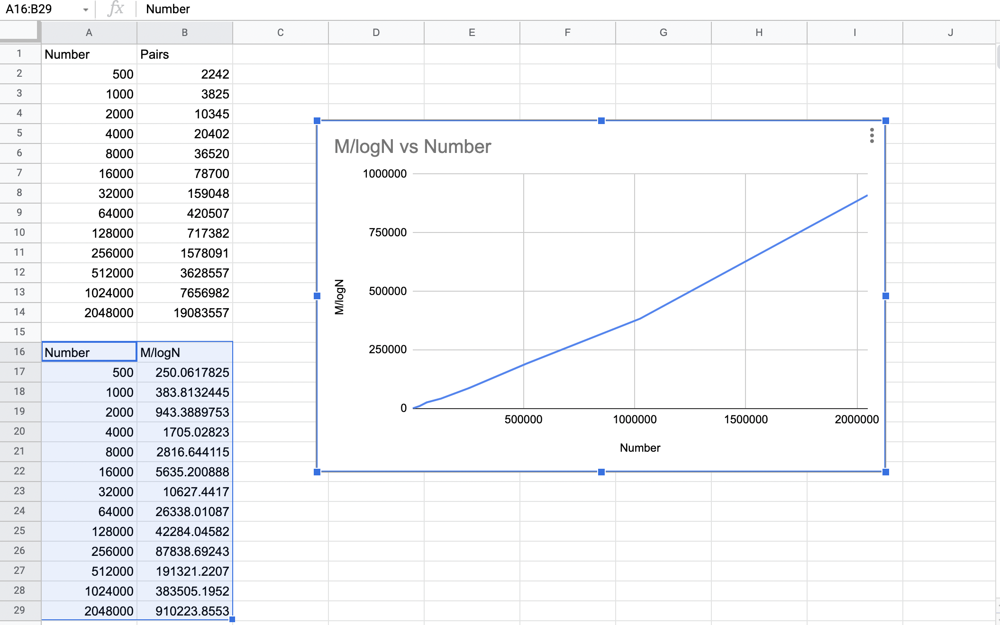 A16:B29 fx Number
A B C D E F G H I J
1 Number Pairs
2 500 2242
3 1000 3825
4 2000 10345
5 4000 20402
6 8000 36520
7 16000 78700
8 32000 159048
9 64000 420507
10 128000 717382
11 256000 1578091
12 512000 3628557
13 1024000 7656982
14 2048000 19083557
15
16 Number M/logN
17 500 250.0617825
18 1000 383.8132445
19 2000 943.3889753
20 4000 1705.02823
21 8000 2816.644115
22 16000 5635.200888
23 32000 10627.4417
24 64000 26338.01087
25 128000 42284.04582
26 256000 87838.69243
27 512000 191321.2207
28 1024000 383505.1952
29 2048000 910223.8553
M/logN vs Number
1000000
750000
500000
250000
0
M/logN
500000 1000000 1500000 2000000
Number